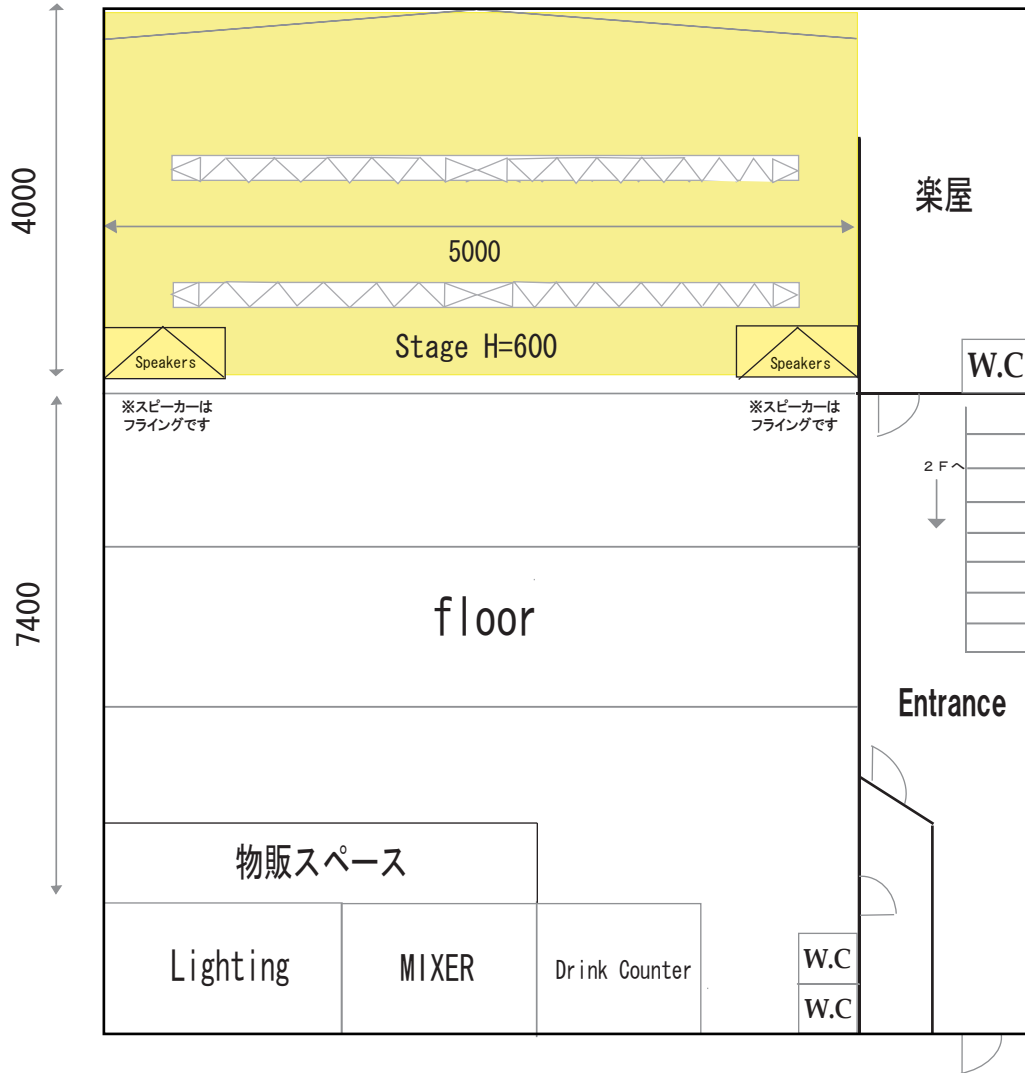 4000
楽屋
5000
Stage H=600
Speakers
Speakers
W.C
※スピーカーは
フライングです
※スピーカーは
フライングです
2Fへ
7400
floor
Entrance
物販スペース
Lighting
MIXER
Drink Counter
W.C
W.C